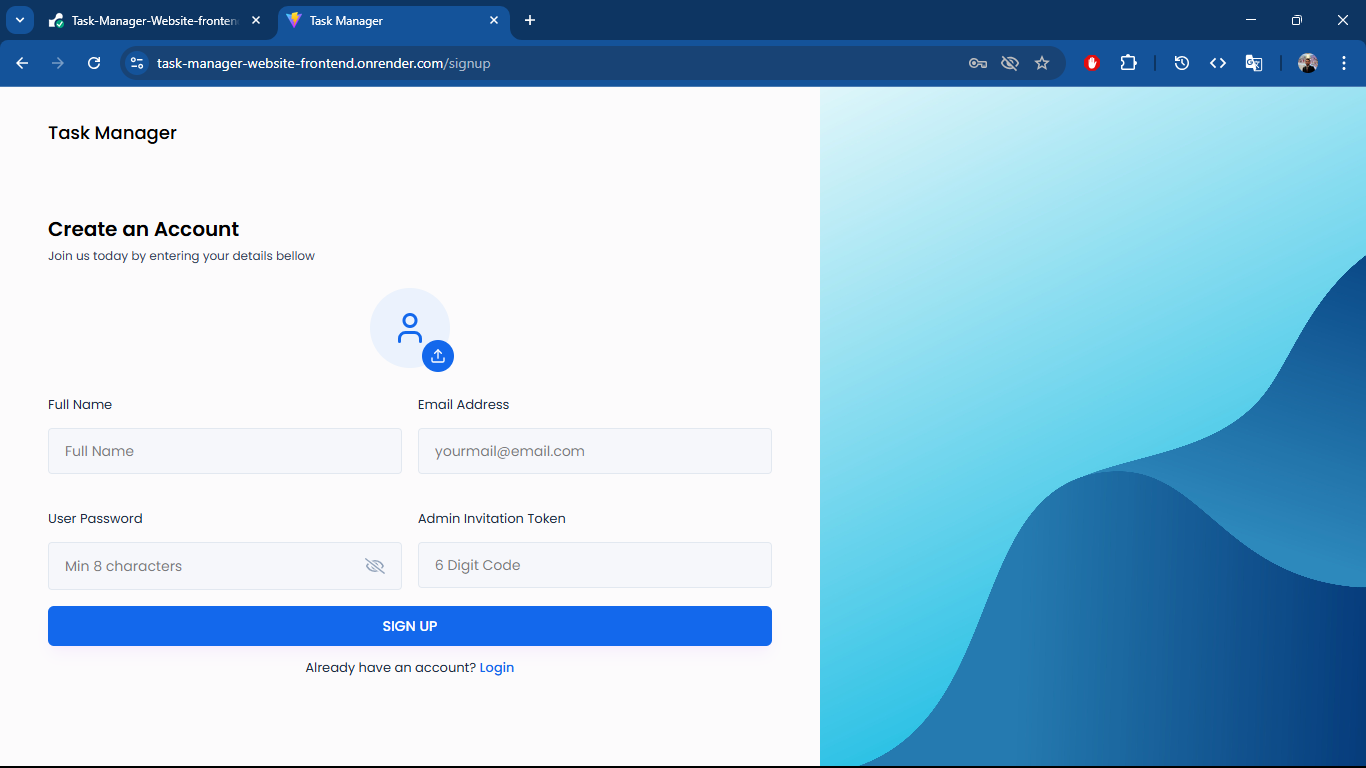 Task-Manager-Website-fronten
Task Manager
task-manager-website-frontend.onrender.com/signup
Task Manager
Create an Account
Join us today by entering your details bellow
Full Name
Email Address
Full Name
yourmail@email.com
User Password
Admin Invitation Token
Min 8 characters
6 Digit Code
SIGN UP
Already have an account? Login